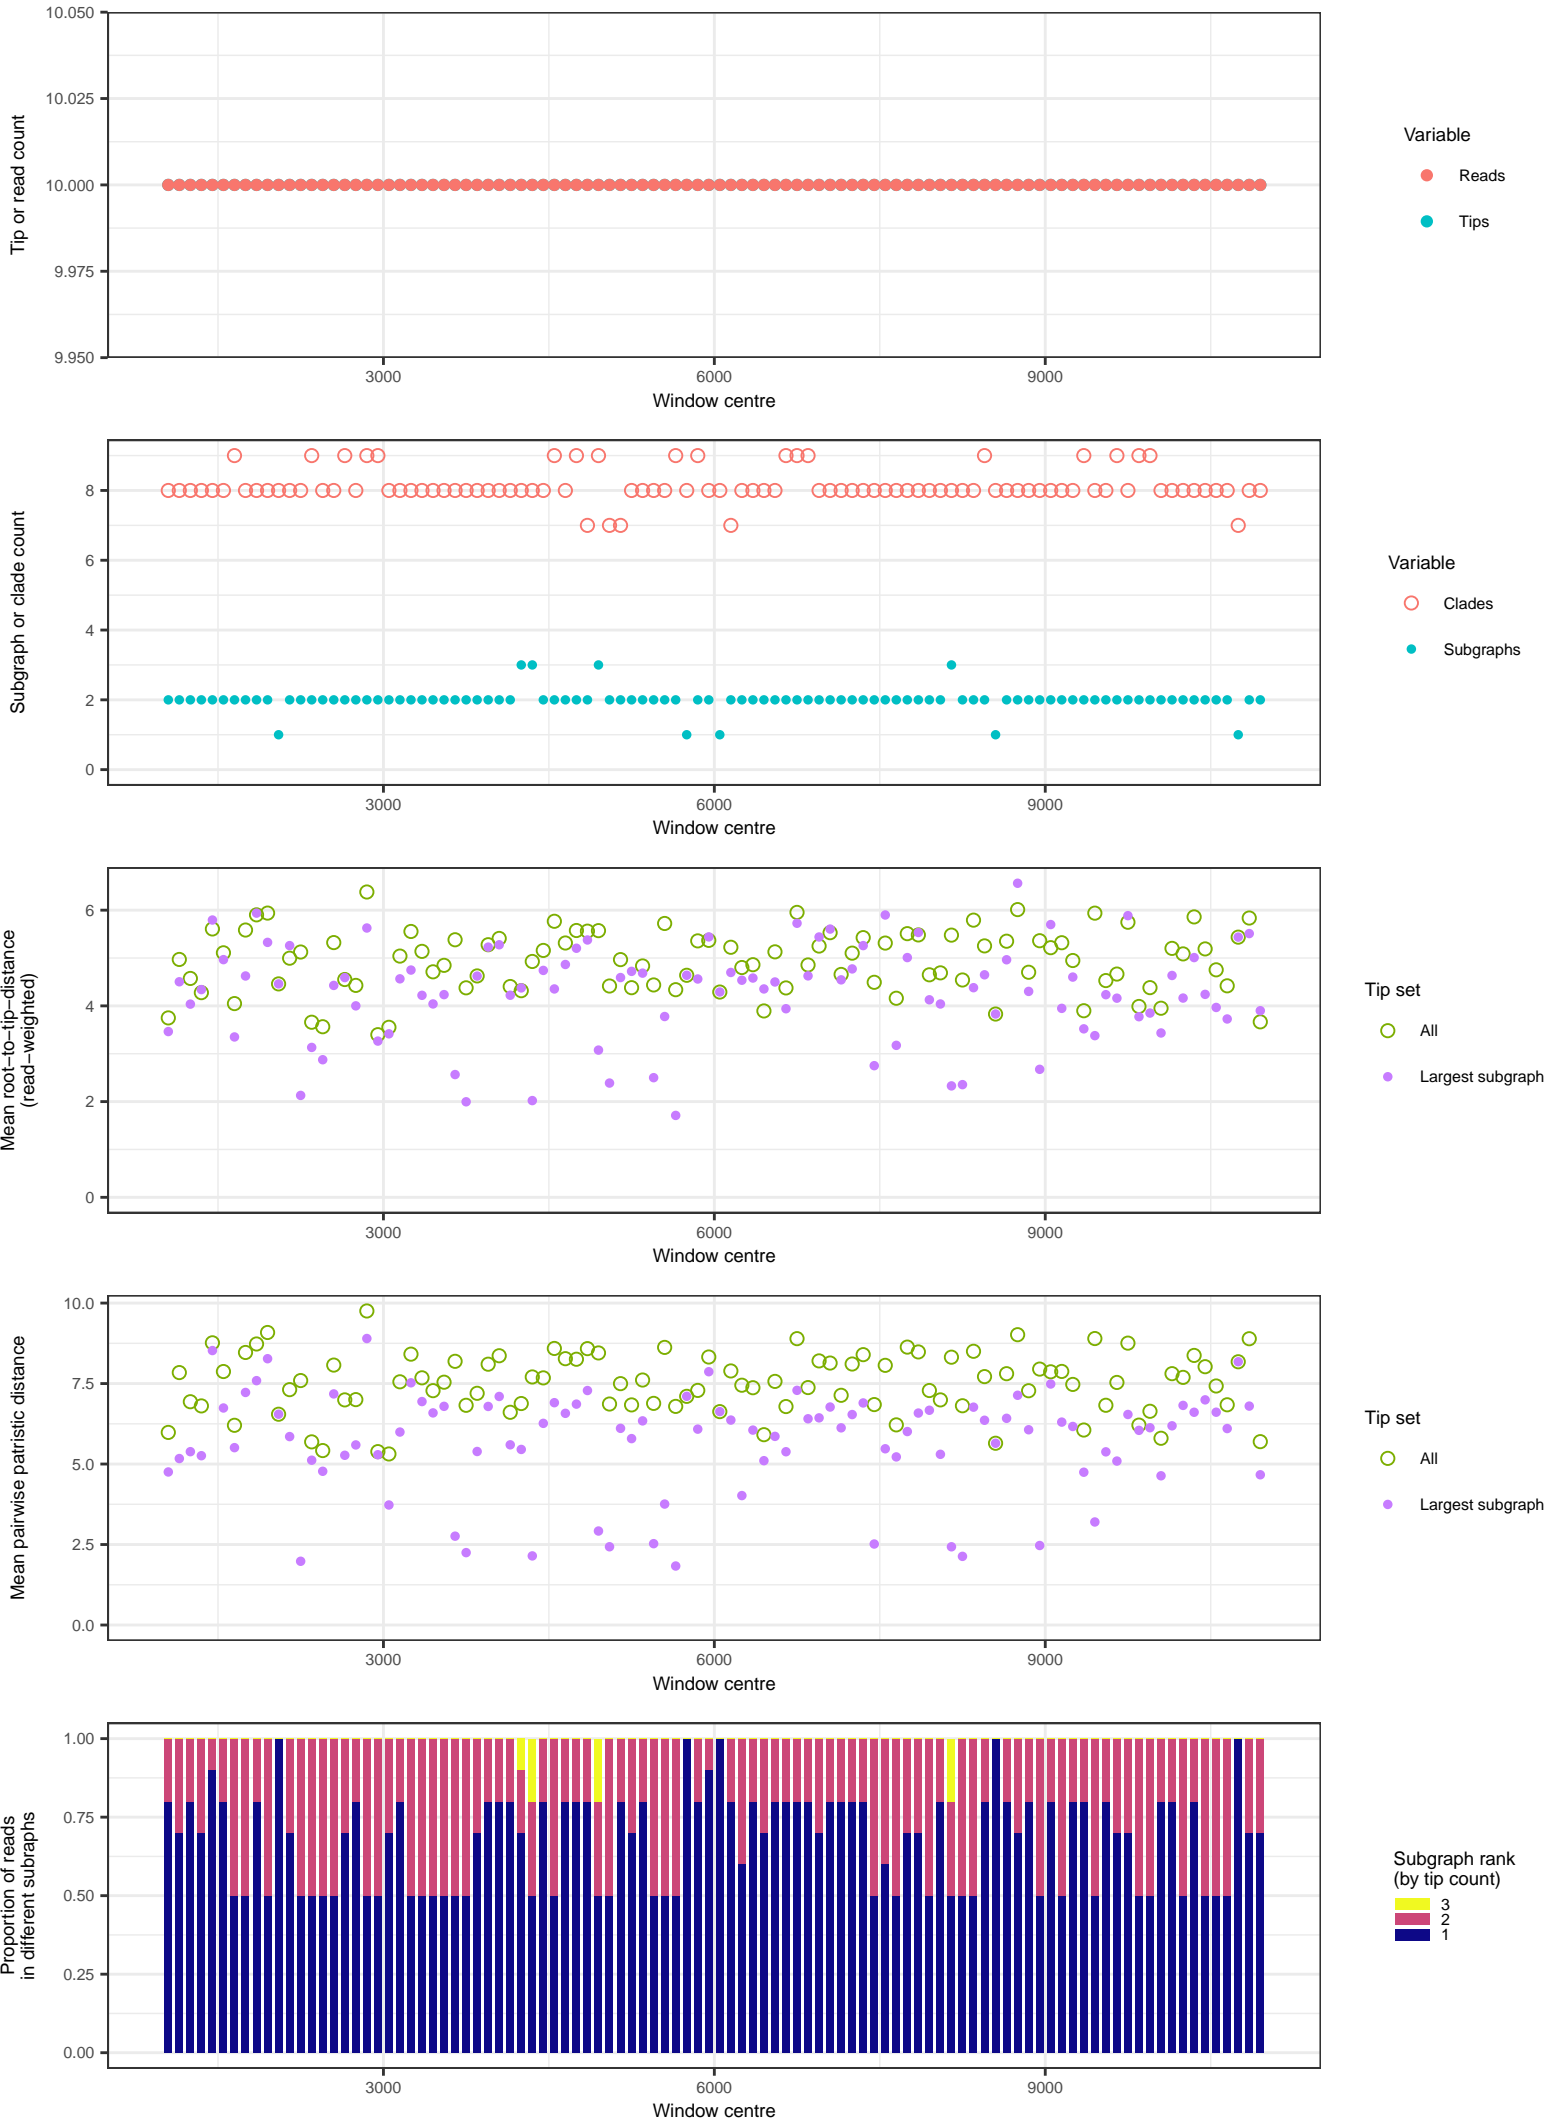 10.050
10.025
10.000
9.975
9.950
Tip or read count
3000 6000 9000
Window centre
Variable
Reads
Tips
8
6
4
2
0
Subgraph or clade count
3000 6000 9000
Window centre
Variable
Clades
Subgraphs
6
4
2
0
Mean root−to−tip−distance
(read−weighted)
3000 6000 9000
Window centre
Tip set
All
Largest subgraph
10.0
7.5
5.0
2.5
0.0
Mean pairwise patristic distance
3000 6000 9000
Window centre
Tip set
All
Largest subgraph
1.00
0.75
0.50
0.25
0.00
Proportion of reads
in different subraphs
3000 6000 9000
Window centre
Subgraph rank
(by tip count)
3
2
1